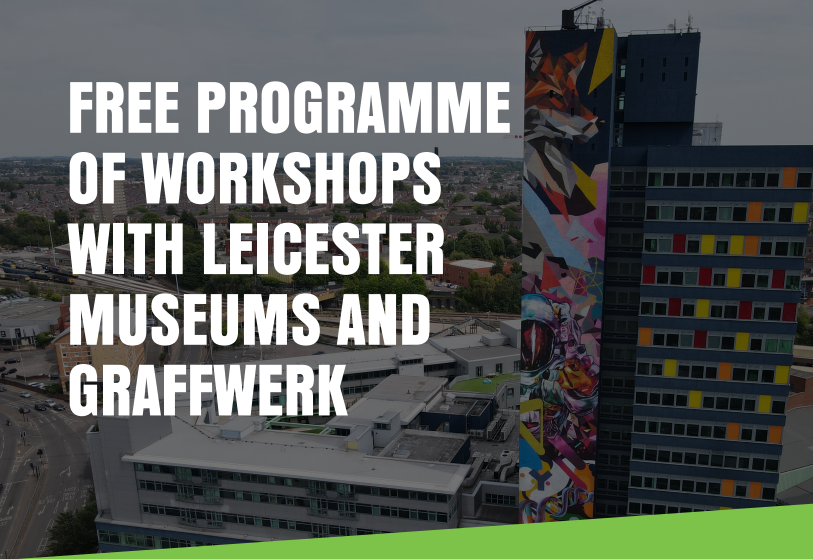 FREE PROGRAMME
OF WORKSHOPS
WITH LEICESTER
MUSEUMS AND
GRAFFWERK